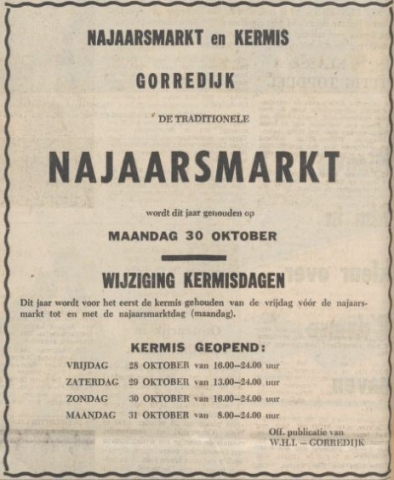 NAJAARSMARKT en KERMIS
GORREDIJK
DE TRADITIONELE
NAJAARSMARKT
wordt dit jaar gehouden op
MAANDAG 30 OKTOBER
WIJZIGING KERMISDAGEN
Dit jaar wordt voor het eerst de kermis gehouden van de vrijdag vóór de najaars-
markt tot en met de najaarsmarktdag (maandag).
KERMIS GEOPEND:
VRIJDAG 28 OKTOBER van 16.00—24.00 uur
ZATERDAG 29 OKTOBER van 13.00—24.00 uur
ZONDAG 30 OKTOBER van 16.00—24.00 uur
MAANDAG 31 OKTOBER van 8.00—24.00 uur
Off. publicatie van
W.H.I. — GORREDIJK